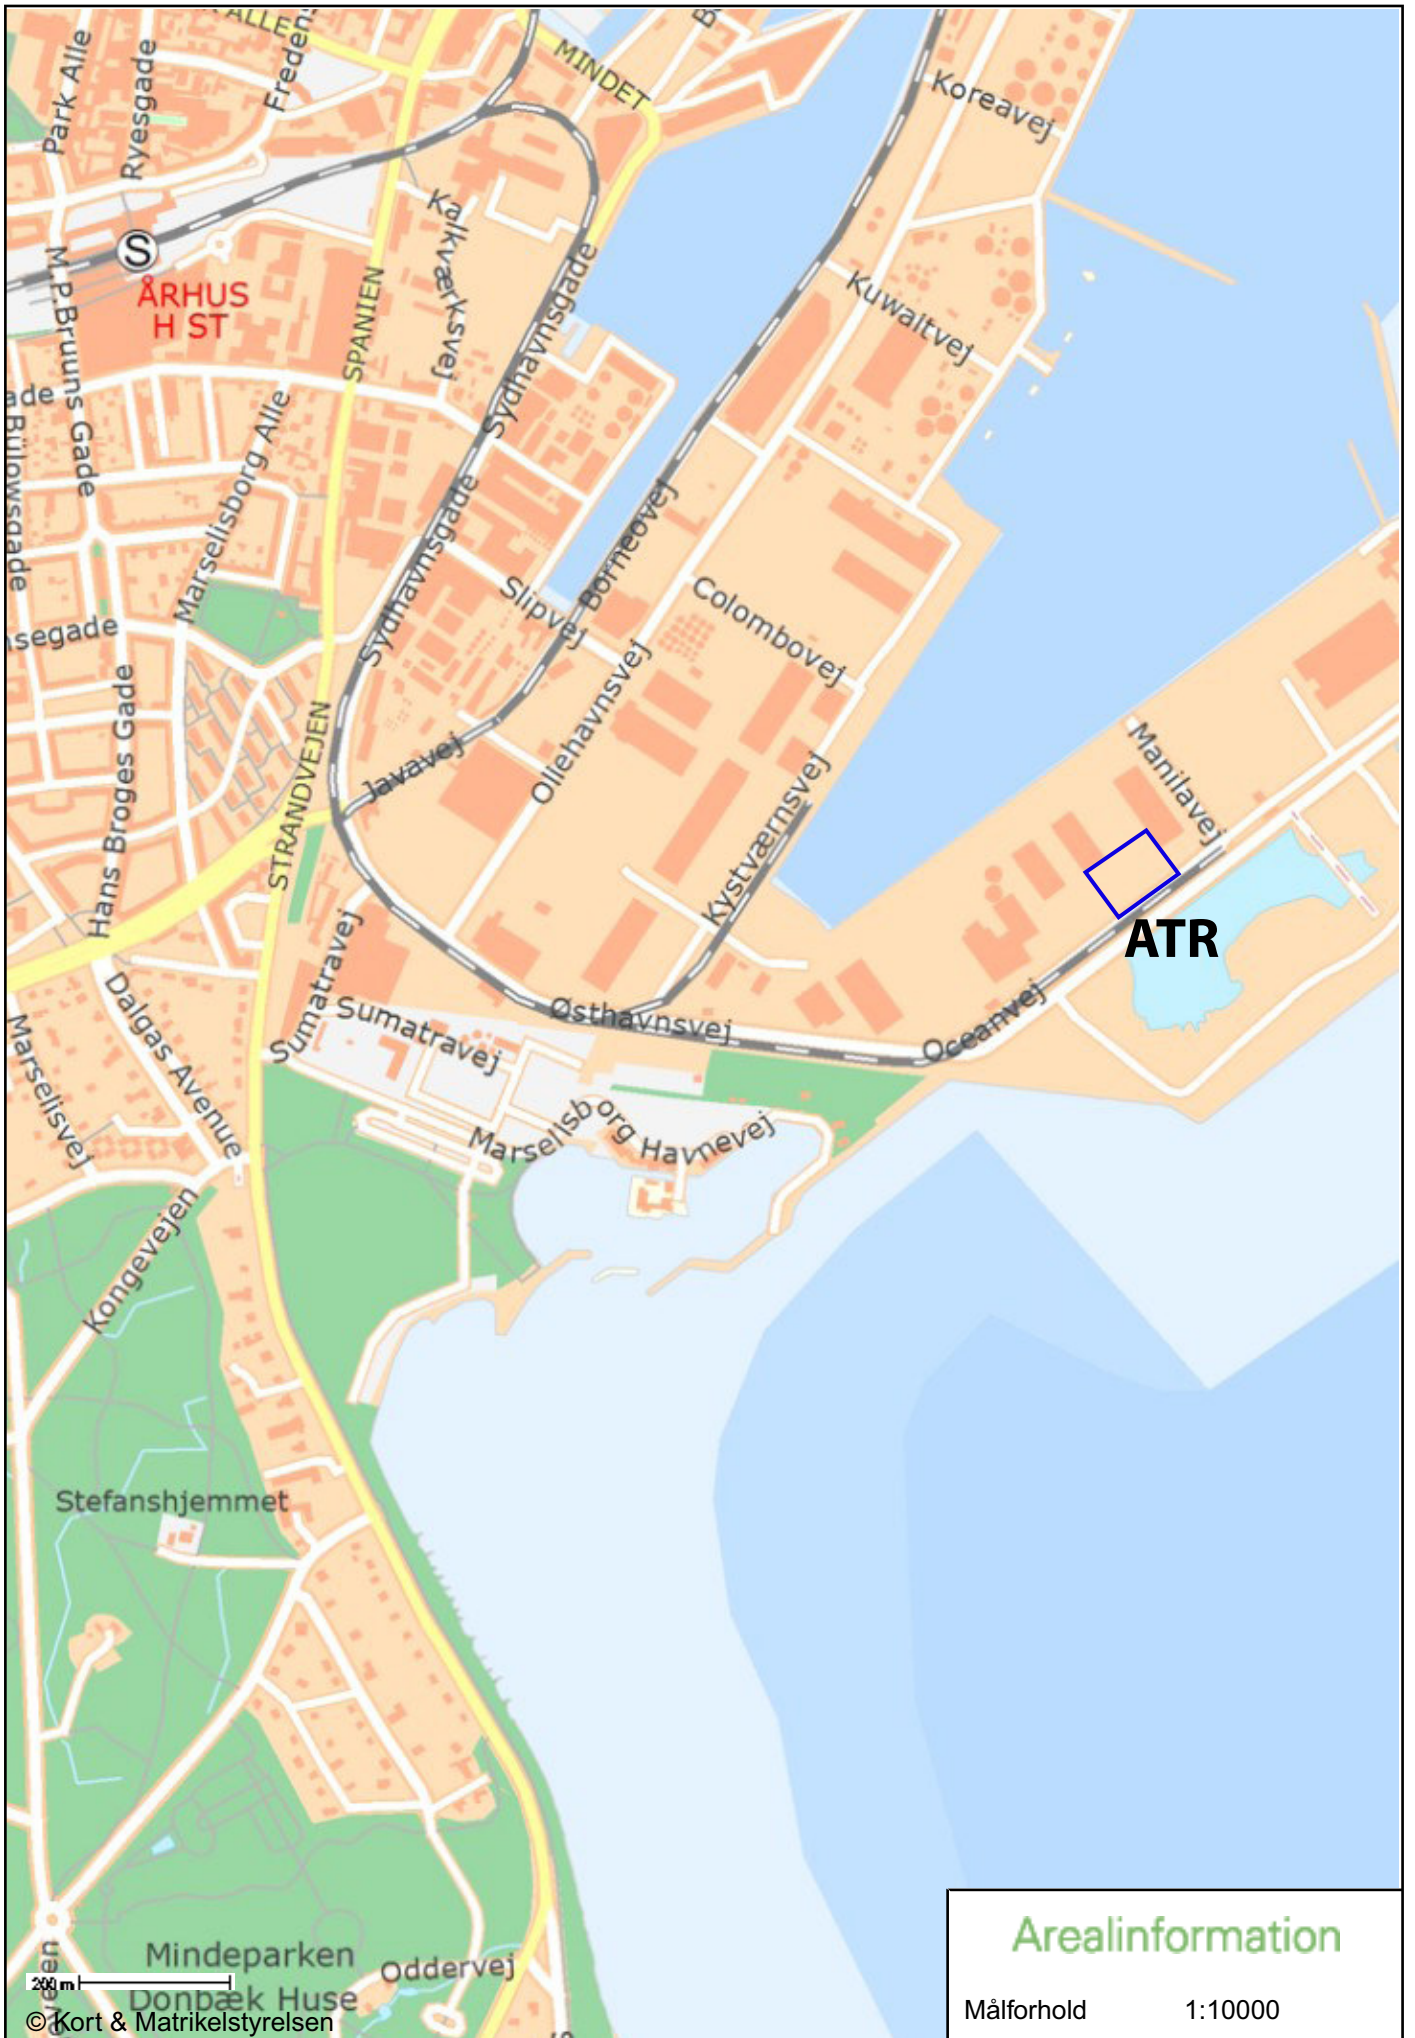 ALLE
Park Alle
Ryesgade
Fredens
MINDET
Koreavej
Kalkværksvej
S
ÅRHUS
H ST
M.P.Bruuns Gade
SPANIEN
Sydhavnsgade
Kuwaitvej
ade
Bülowsgade
Marselisborg Alle
Sydhavnsgade
Borneovej
Slipvej
Colombovej
segade
Hans Broges Gade
STRANDVEJEN
Javavej
Oliehavnsvej
Kystværnsvej
Manilavej
ATR
Sumatravej
Sumatravej
Østhavnsvej
Oceanvej
Dalgas Avenue
Marselisvej
Marselisborg Havnevej
Kongevejen
Stefanshjemmet
Mindeparken
Donbæk Huse
Oddervej
200 m
© Kort & Matrikelstyrelsen
Arealinformation
Målforhold 1:10000